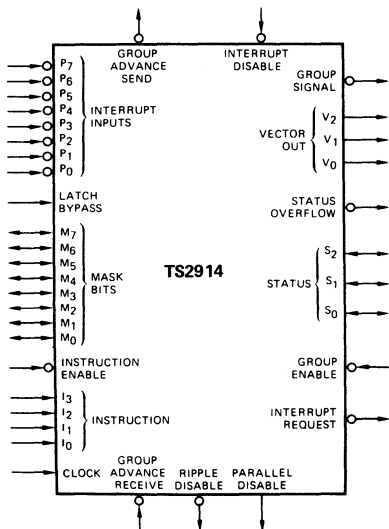 GROUP
ADVANCE
SEND
INTERRUPT
DISABLE
P7
P6
P5
P4
P3
P2
P1
P0
INTERRUPT
INPUTS
GROUP
SIGNAL
V2
V1
V0
VECTOR
OUT
LATCH
BYPASS
STATUS
OVERFLOW
M7
M6
M5
M4
M3
M2
M1
M0
MASK
BITS
TS2914
S2
S1
S0
STATUS
INSTRUCTION
ENABLE
GROUP
ENABLE
I3
I2
I1
I0
INSTRUCTION
INTERRUPT
REQUEST
CLOCK
GROUP
ADVANCE
RECEIVE
RIPPLE
DISABLE
PARALLEL
DISABLE